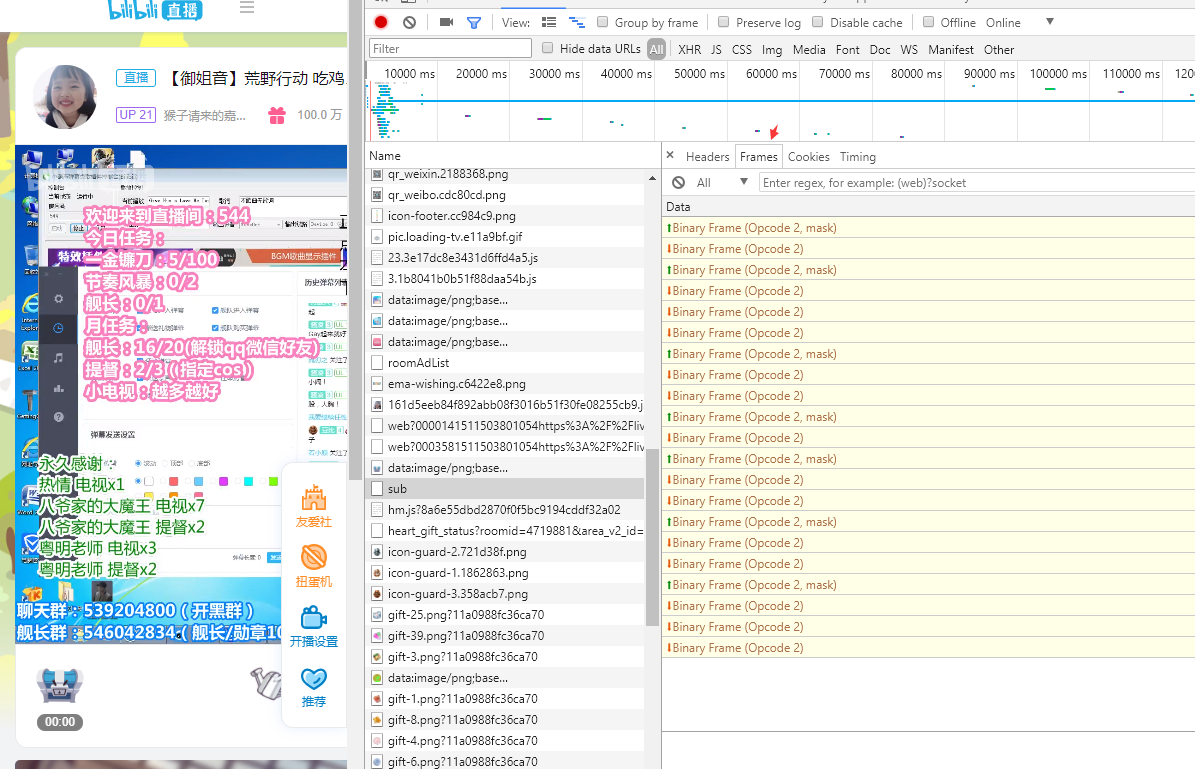 bilibili 直播
直播
【御姐音】荒野行动 吃鸡
UP 21
猴子请来的嘉...
100.0 万
欢迎来到直播间：544
今日任务：
一金镰刀：5/100
节奏风暴：0/2
舰长：0/1
月任务：
舰长：16/20(解锁qq微信好友)
提督：2/3(（指定cos）
小电视：越多越好
BGM歌曲显示插件
弹幕发送设置
永久感谢：
热情 电视x1
八爷家的大魔王 电视x7
八爷家的大魔王 提督x2
粤明老师 电视x3
粤明老师 提督x2
聊天群：539204800（开黑群）
友爱社
扭蛋机
开播设置
推荐
00:00
View:
Group by frame
Preserve log
Disable cache
Offline
Online
Filter
Hide data URLs
All
XHR
JS
CSS
Img
Media
Font
Doc
WS
Manifest
Other
10000 ms
20000 ms
30000 ms
40000 ms
50000 ms
60000 ms
70000 ms
80000 ms
90000 ms
110000 ms
Name
qr_weixin.2188368.png
qr_weibo.cdc80cd.png
icon-footer.cc984c9.png
pic.loading-tv.e11a9bf.gif
23.3e17dc8e3431d6ffd4a5.js
3.1b8041b0b51f88daa54b.js
data:image/png;base...
data:image/png;base...
data:image/png;base...
roomAdList
ema-wishing.c6422e8.png
161d5eeb84f892abb08f3016b51f30fe08255cb9.j
web?0000141511503801054https%3A%2F%2Fliv
web?0003581511503801054https%3A%2F%2Fliv
data:image/png;base...
sub
hm.js?8a6e55dbd2870f0f5bc9194cddf32a02
heart_gift_status?roomid=4719881&area_v2_id=
icon-guard-2.721d38f.png
icon-guard-1.1862863.png
icon-guard-3.358acb7.png
gift-25.png?11a0988fc36ca70
gift-39.png?11a0988fc36ca70
gift-3.png?11a0988fc36ca70
data:image/png;base...
gift-1.png?11a0988fc36ca70
gift-8.png?11a0988fc36ca70
gift-4.png?11a0988fc36ca70
gift-6.png?11a0988fc36ca70
Headers
Frames
Cookies
Timing
All
Enter regex, for example: (web)?socket
Data
Binary Frame (Opcode 2, mask)
Binary Frame (Opcode 2)
Binary Frame (Opcode 2, mask)
Binary Frame (Opcode 2)
Binary Frame (Opcode 2)
Binary Frame (Opcode 2)
Binary Frame (Opcode 2, mask)
Binary Frame (Opcode 2)
Binary Frame (Opcode 2)
Binary Frame (Opcode 2, mask)
Binary Frame (Opcode 2)
Binary Frame (Opcode 2, mask)
Binary Frame (Opcode 2)
Binary Frame (Opcode 2)
Binary Frame (Opcode 2, mask)
Binary Frame (Opcode 2)
Binary Frame (Opcode 2)
Binary Frame (Opcode 2, mask)
Binary Frame (Opcode 2)
Binary Frame (Opcode 2)
Binary Frame (Opcode 2)